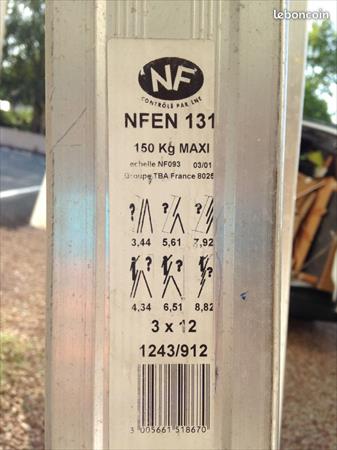 leboncoin
NF
CONTRÔLÉ PAR LNE
NFEN 131
150 Kg MAXI
echelle NF093 03/01
Groupe TBA France 8025
? ? ?
3,44 5,61 7,92
? ? ?
4,34 6,51 8,82
3 x 12
1243/912
3 005661 518670